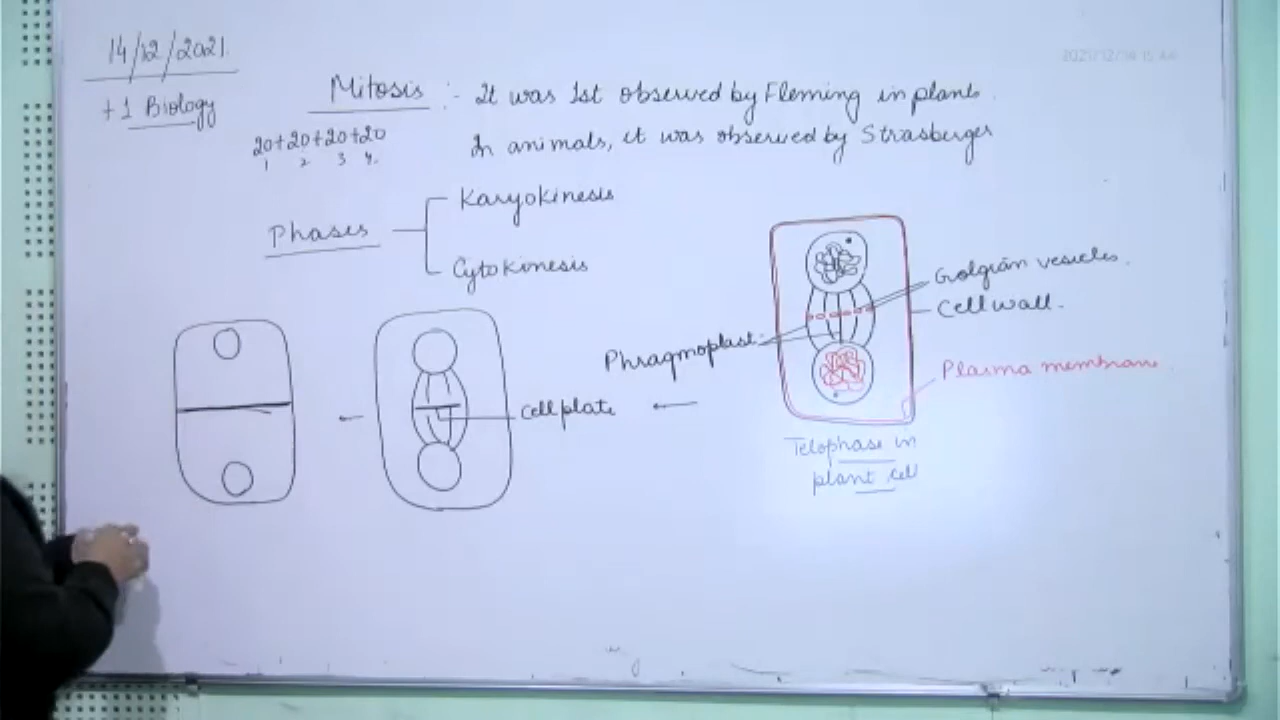 14/12/2021
+1 Biology
Mitosis :- It was 1st observed by Fleming in plants.
In animals, it was observed by Strasberger
20+20+20+20
1 2 3 4.
Phases
Karyokinesis
Cytokinesis
Golgian vesicles.
Cell wall.
Phragmoplast.
Plasma membrane.
Cell plate
Telophase in
plant cell